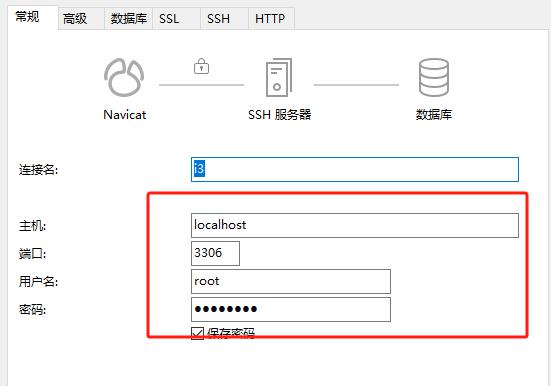 常规 高级 数据库 SSL SSH HTTP
Navicat SSH 服务器 数据库
连接名: i3
主机: localhost
端口: 3306
用户名: root
密码: ●●●●●●●●
保存密码